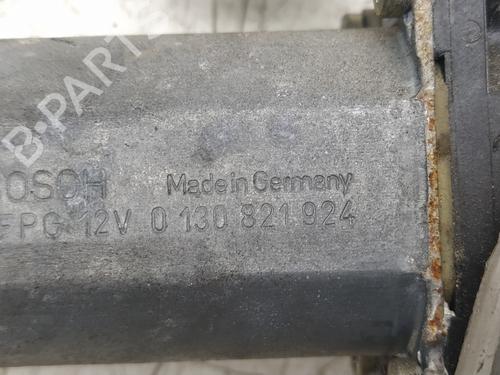 B-PARTS
BOSCH Made in Germany
FPG 12V 0 130 821 924